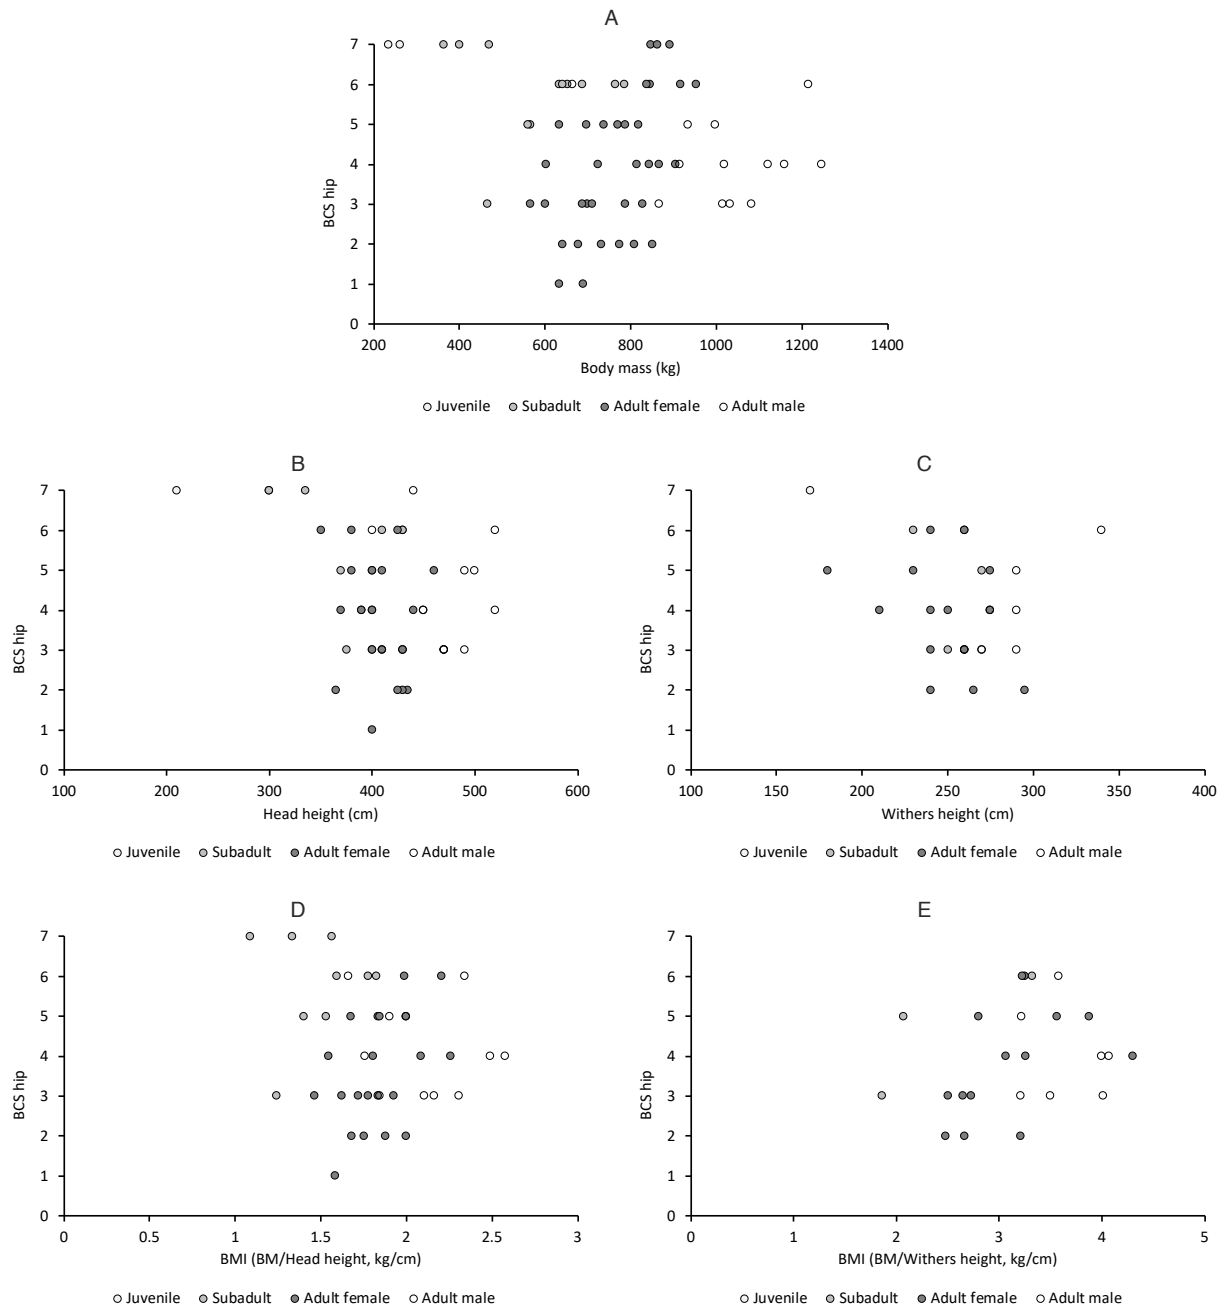 A
7
6
5
4
3
2
1
0
BCS hip
200 400 600 800 1000 1200 1400
Body mass (kg)
Juvenile Subadult Adult female Adult male
B
7
6
5
4
3
2
1
0
BCS hip
100 200 300 400 500 600
Head height (cm)
Juvenile Subadult Adult female Adult male
C
7
6
5
4
3
2
1
0
BCS hip
100 150 200 250 300 350 400
Withers height (cm)
Juvenile Subadult Adult female Adult male
D
7
6
5
4
3
2
1
0
BCS hip
0 0.5 1 1.5 2 2.5 3
BMI (BM/Head height, kg/cm)
Juvenile Subadult Adult female Adult male
E
7
6
5
4
3
2
1
0
BCS hip
0 1 2 3 4 5
BMI (BM/Withers height, kg/cm)
Juvenile Subadult Adult female Adult male